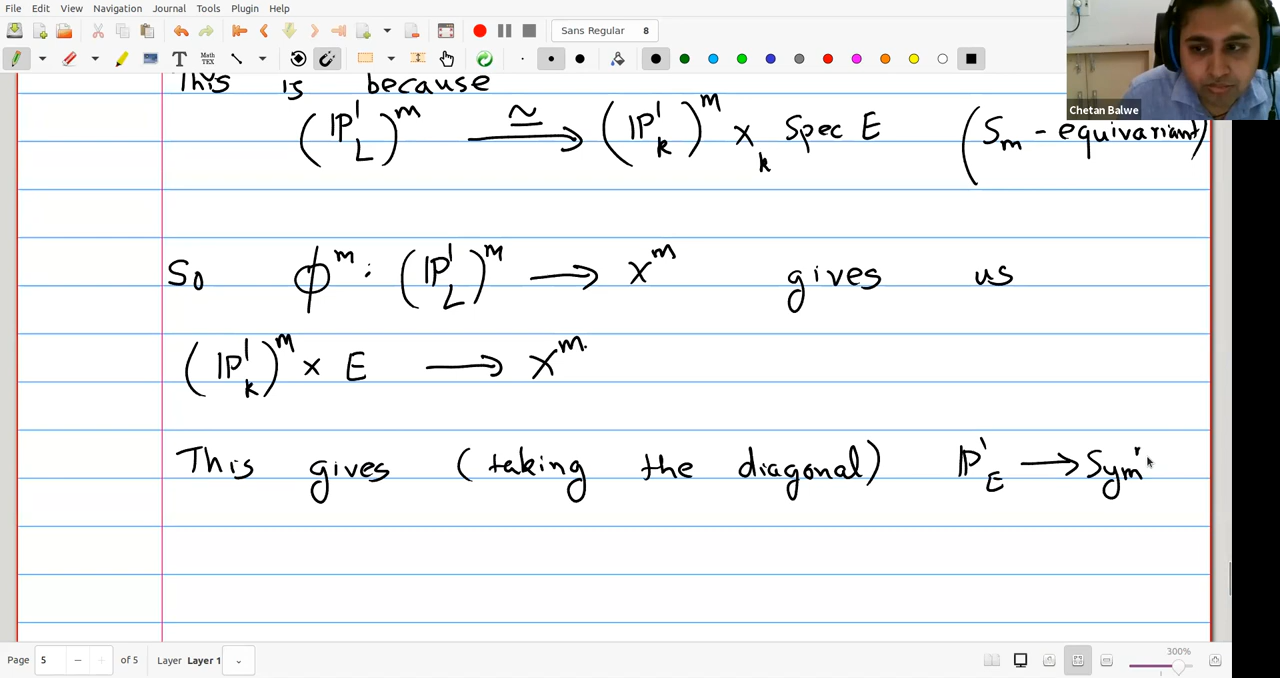 File Edit View Navigation Journal Tools Plugin Help
Sans Regular 8
Chetan Balwe
This is because
(ℙ¹_L)^m ⟶≃ (ℙ¹_k)^m ×_k Spec E (S_m - equivariant)
So ϕ^m : (ℙ¹_L)^m ⟶ X^m gives us
(ℙ¹_k)^m × E ⟶ X^m.
This gives (taking the diagonal) ℙ¹_E ⟶ Sym
Page 5 − + of 5 Layer Layer 1 300%